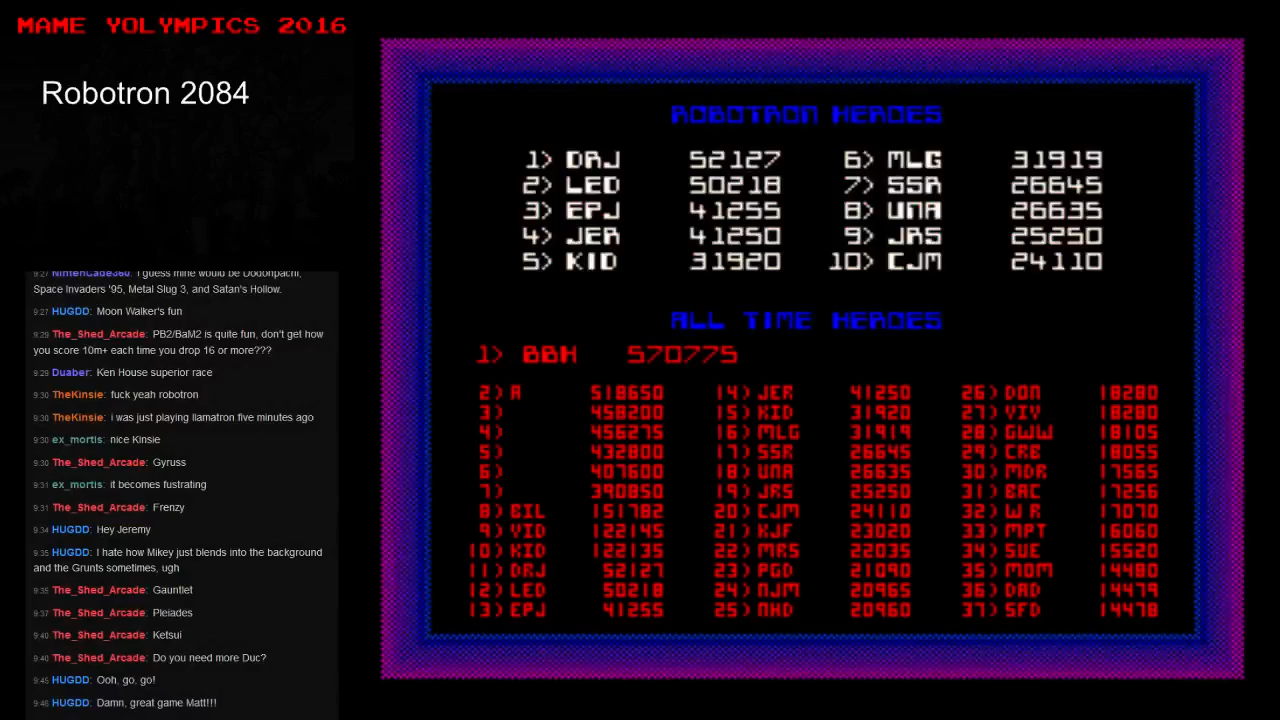 MAME YOLYMPICS 2016
Robotron 2084
9:27 NintenCade360: I guess mine would be Dodonpachi,
Space Invaders '95, Metal Slug 3, and Satan's Hollow.
9:27 HUGDD: Moon Walker's fun
9:29 The_Shed_Arcade: PB2/BaM2 is quite fun, don't get how
you score 10m+ each time you drop 16 or more???
9:29 Duaber: Ken House superior race
9:30 TheKinsie: fuck yeah robotron
9:30 TheKinsie: i was just playing llamatron five minutes ago
9:30 ex_mortis: nice Kinsie
9:30 The_Shed_Arcade: Gyruss
9:31 ex_mortis: it becomes fustrating
9:31 The_Shed_Arcade: Frenzy
9:34 HUGDD: Hey Jeremy
9:35 HUGDD: I hate how Mikey just blends into the background
and the Grunts sometimes, ugh
9:35 The_Shed_Arcade: Gauntlet
9:37 The_Shed_Arcade: Pleiades
9:40 The_Shed_Arcade: Ketsui
9:40 The_Shed_Arcade: Do you need more Duc?
9:45 HUGDD: Ooh, go, go!
9:46 HUGDD: Damn, great game Matt!!!
ROBOTRON HEROES
1) DRJ 52127 6) MLG 31919
2) LED 50218 7) SSR 26645
3) EPJ 41255 8) UNA 26635
4) JER 41250 9) JRS 25250
5) KID 31920 10) CJM 24110
ALL TIME HEROES
1) BBH 570775
2) A 518650 14) JER 41250 26) DON 18280
3) 458200 15) KID 31920 27) VIV 18280
4) 456275 16) MLG 31919 28) GWW 18105
5) 432800 17) SSR 26645 29) CRB 18055
6) 407600 18) UNA 26635 30) MDR 17565
7) 390850 19) JRS 25250 31) BAC 17256
8) GIL 151782 20) CJM 24110 32) W R 17070
9) VID 122145 21) KJF 23020 33) MPT 16060
10) KID 122135 22) MRS 22035 34) SUE 15520
11) DRJ 52127 23) PGD 21090 35) MOM 14480
12) LED 50218 24) NJM 20965 36) DAD 14479
13) EPJ 41255 25) NHD 20960 37) SFD 14478